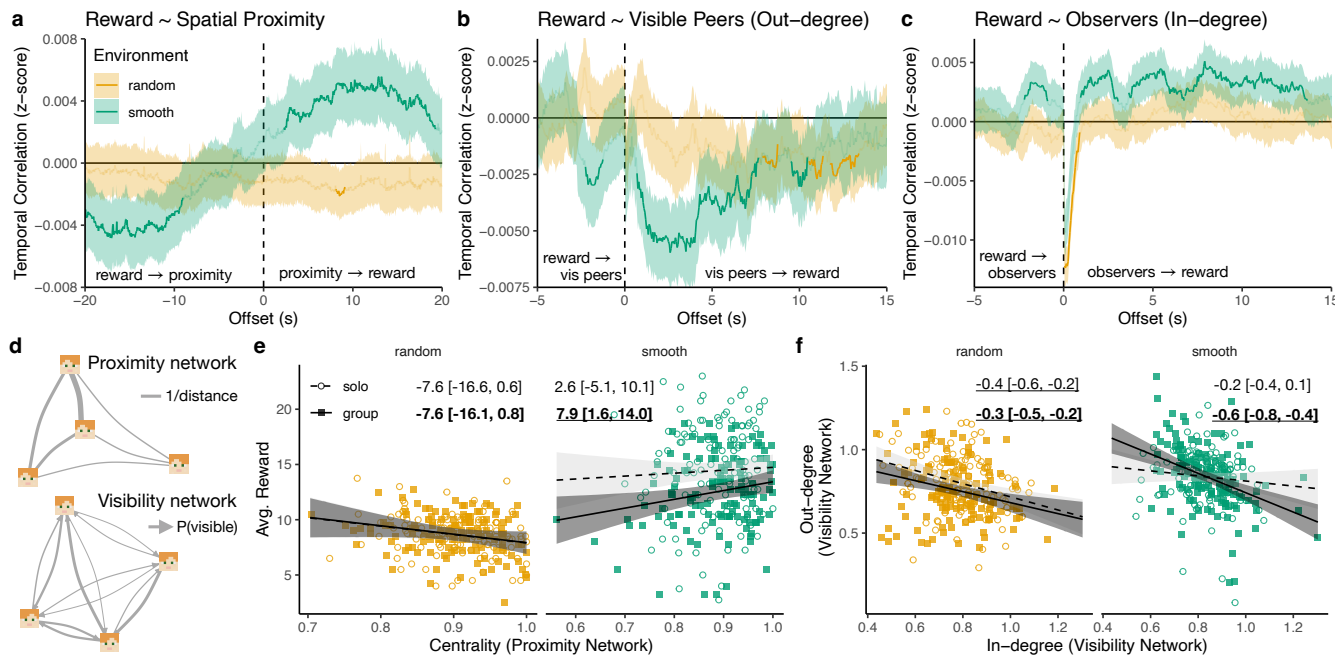 a Reward ~ Spatial Proximity
0.008
0.004
0.000
-0.004
-0.008
Temporal Correlation (z-score)
Environment
random
smooth
reward → proximity
proximity → reward
-20 -10 0 10 20
Offset (s)
b Reward ~ Visible Peers (Out-degree)
0.0025
0.0000
-0.0025
-0.0050
-0.0075
Temporal Correlation (z-score)
reward →
vis peers
vis peers → reward
-5 0 5 10 15
Offset (s)
c Reward ~ Observers (In-degree)
0.005
0.000
-0.005
-0.010
Temporal Correlation (z-score)
reward →
observers
observers → reward
-5 0 5 10 15
Offset (s)
d
Proximity network
1/distance
Visibility network
P(visible)
e
random smooth
solo -7.6 [-16.6, 0.6] 2.6 [-5.1, 10.1]
group -7.6 [-16.1, 0.8] 7.9 [1.6, 14.0]
20
15
10
5
Avg. Reward
0.7 0.8 0.9 1.0 0.6 0.7 0.8 0.9 1.0
Centrality (Proximity Network)
f
random smooth
-0.4 [-0.6, -0.2] -0.2 [-0.4, 0.1]
-0.3 [-0.5, -0.2] -0.6 [-0.8, -0.4]
1.5
1.0
0.5
Out-degree
(Visibility Network)
0.4 0.6 0.8 1.0 1.2 0.4 0.6 0.8 1.0 1.2
In-degree (Visibility Network)